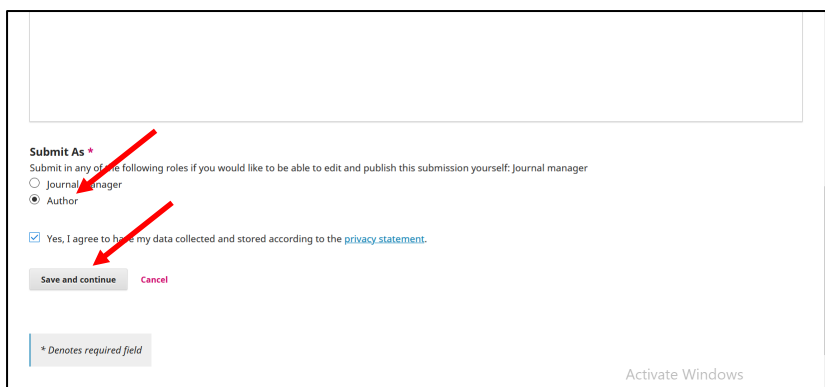 Submit As *
Submit in any of the following roles if you would like to be able to edit and publish this submission yourself: Journal manager
Journal Manager
Author
Yes, I agree to have my data collected and stored according to the privacy statement.
Save and continue Cancel
* Denotes required field
Activate Windows